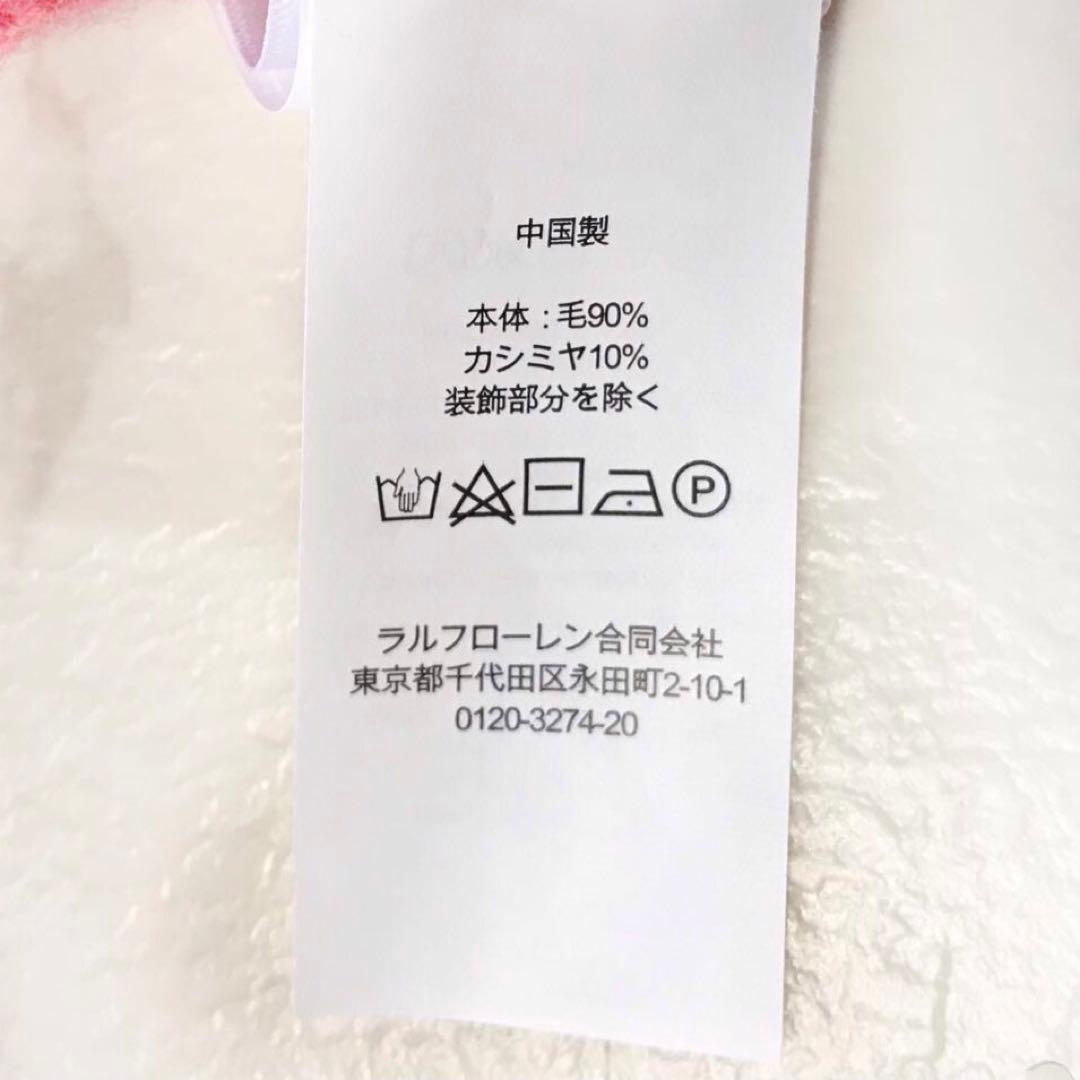 中国製
本体 : 毛90%
カシミヤ10%
装飾部分を除く
P
ラルフローレン合同会社
東京都千代田区永田町2-10-1
0120-3274-20